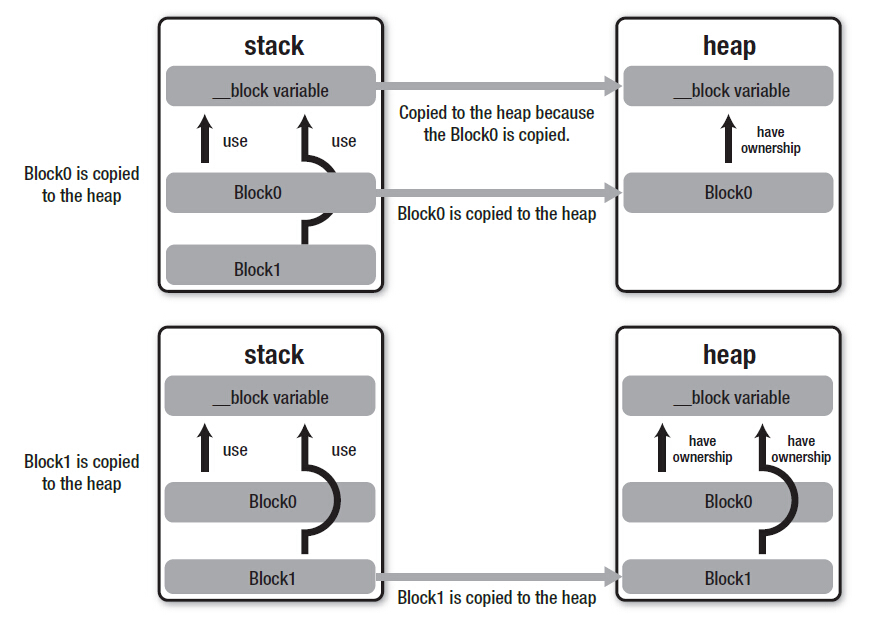 stack
heap
__block variable
__block variable
Copied to the heap because
the Block0 is copied.
use
use
have
ownership
Block0 is copied
to the heap
Block0
Block0
Block0 is copied to the heap
Block1
stack
heap
__block variable
__block variable
use
use
have
ownership
have
ownership
Block1 is copied
to the heap
Block0
Block0
Block1
Block1
Block1 is copied to the heap